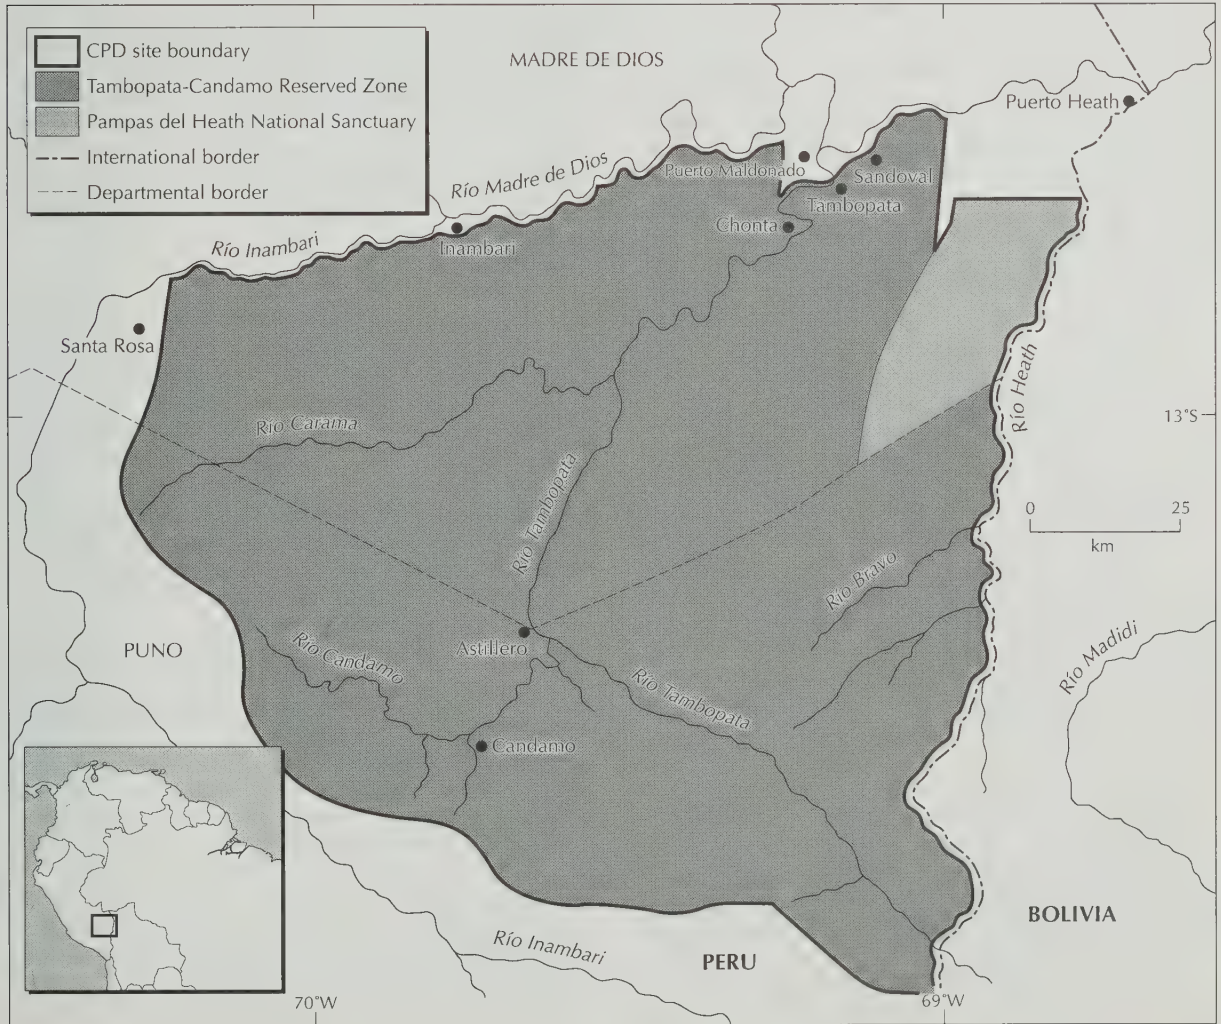 CPD site boundary
Tambopata-Candamo Reserved Zone
Pampas del Heath National Sanctuary
International border
Departmental border
MADRE DE DIOS
Puerto Heath
Río Madre de Dios
Puerto Maldonado
Sandoval
Tambopata
Chonta
Río Inambari
Inambari
Santa Rosa
Río Heath
13°S
Río Carama
Río Tambopata
0 25
km
Río Bravo
PUNO
Astillero
Río Candamo
Río Tambopata
Río Madidi
Candamo
BOLIVIA
Río Inambari
PERU
70°W
69°W